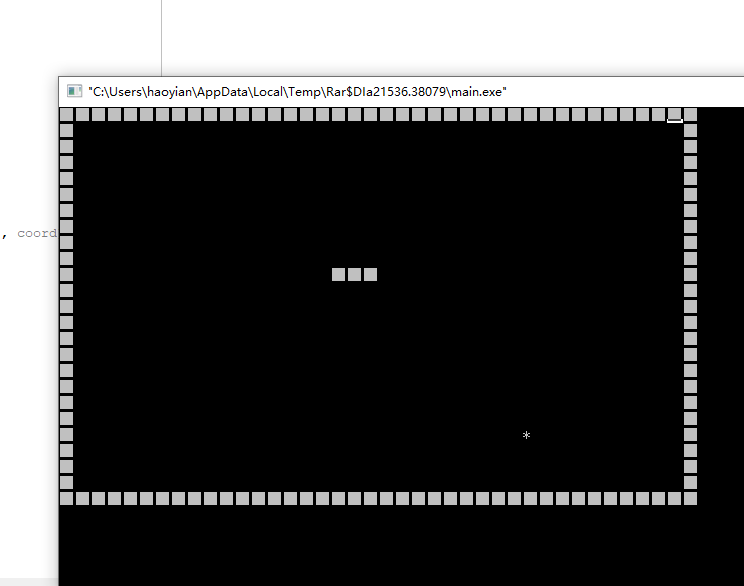 "C:\Users\haoyian\AppData\Local\Temp\Rar$DIa21536.38079\main.exe"
, coord
*